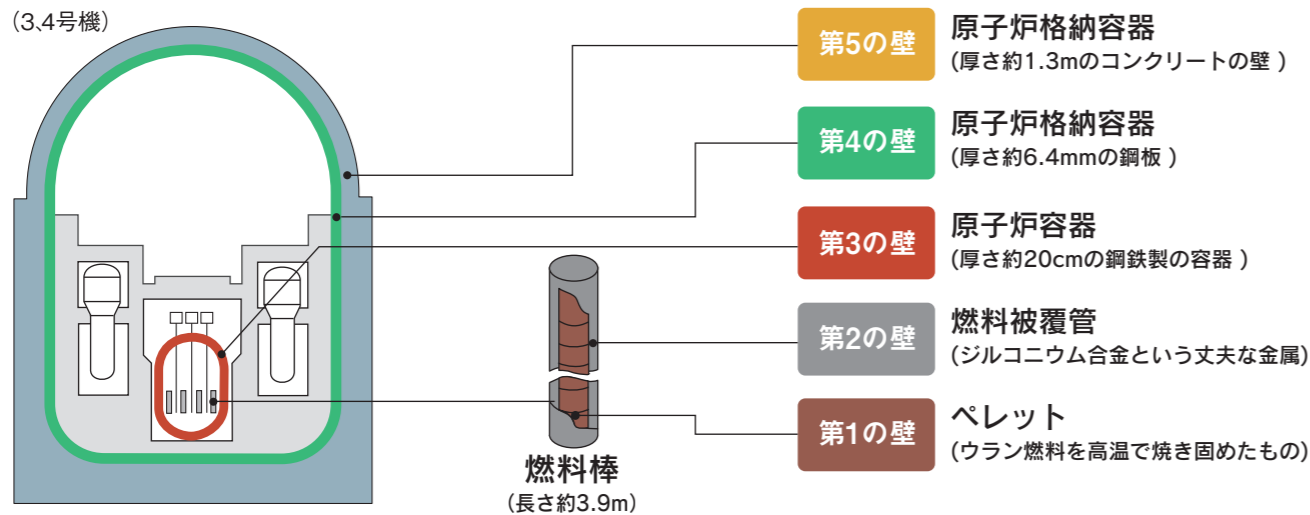 (3、4号機)
第5の壁
原子炉格納容器
(厚さ約1.3mのコンクリートの壁 )
第4の壁
原子炉格納容器
(厚さ約6.4mmの鋼板 )
第3の壁
原子炉容器
(厚さ約20cmの鋼鉄製の容器 )
第2の壁
燃料被覆管
(ジルコニウム合金という丈夫な金属)
第1の壁
ペレット
(ウラン燃料を高温で焼き固めたもの)
燃料棒
(長さ約3.9m)